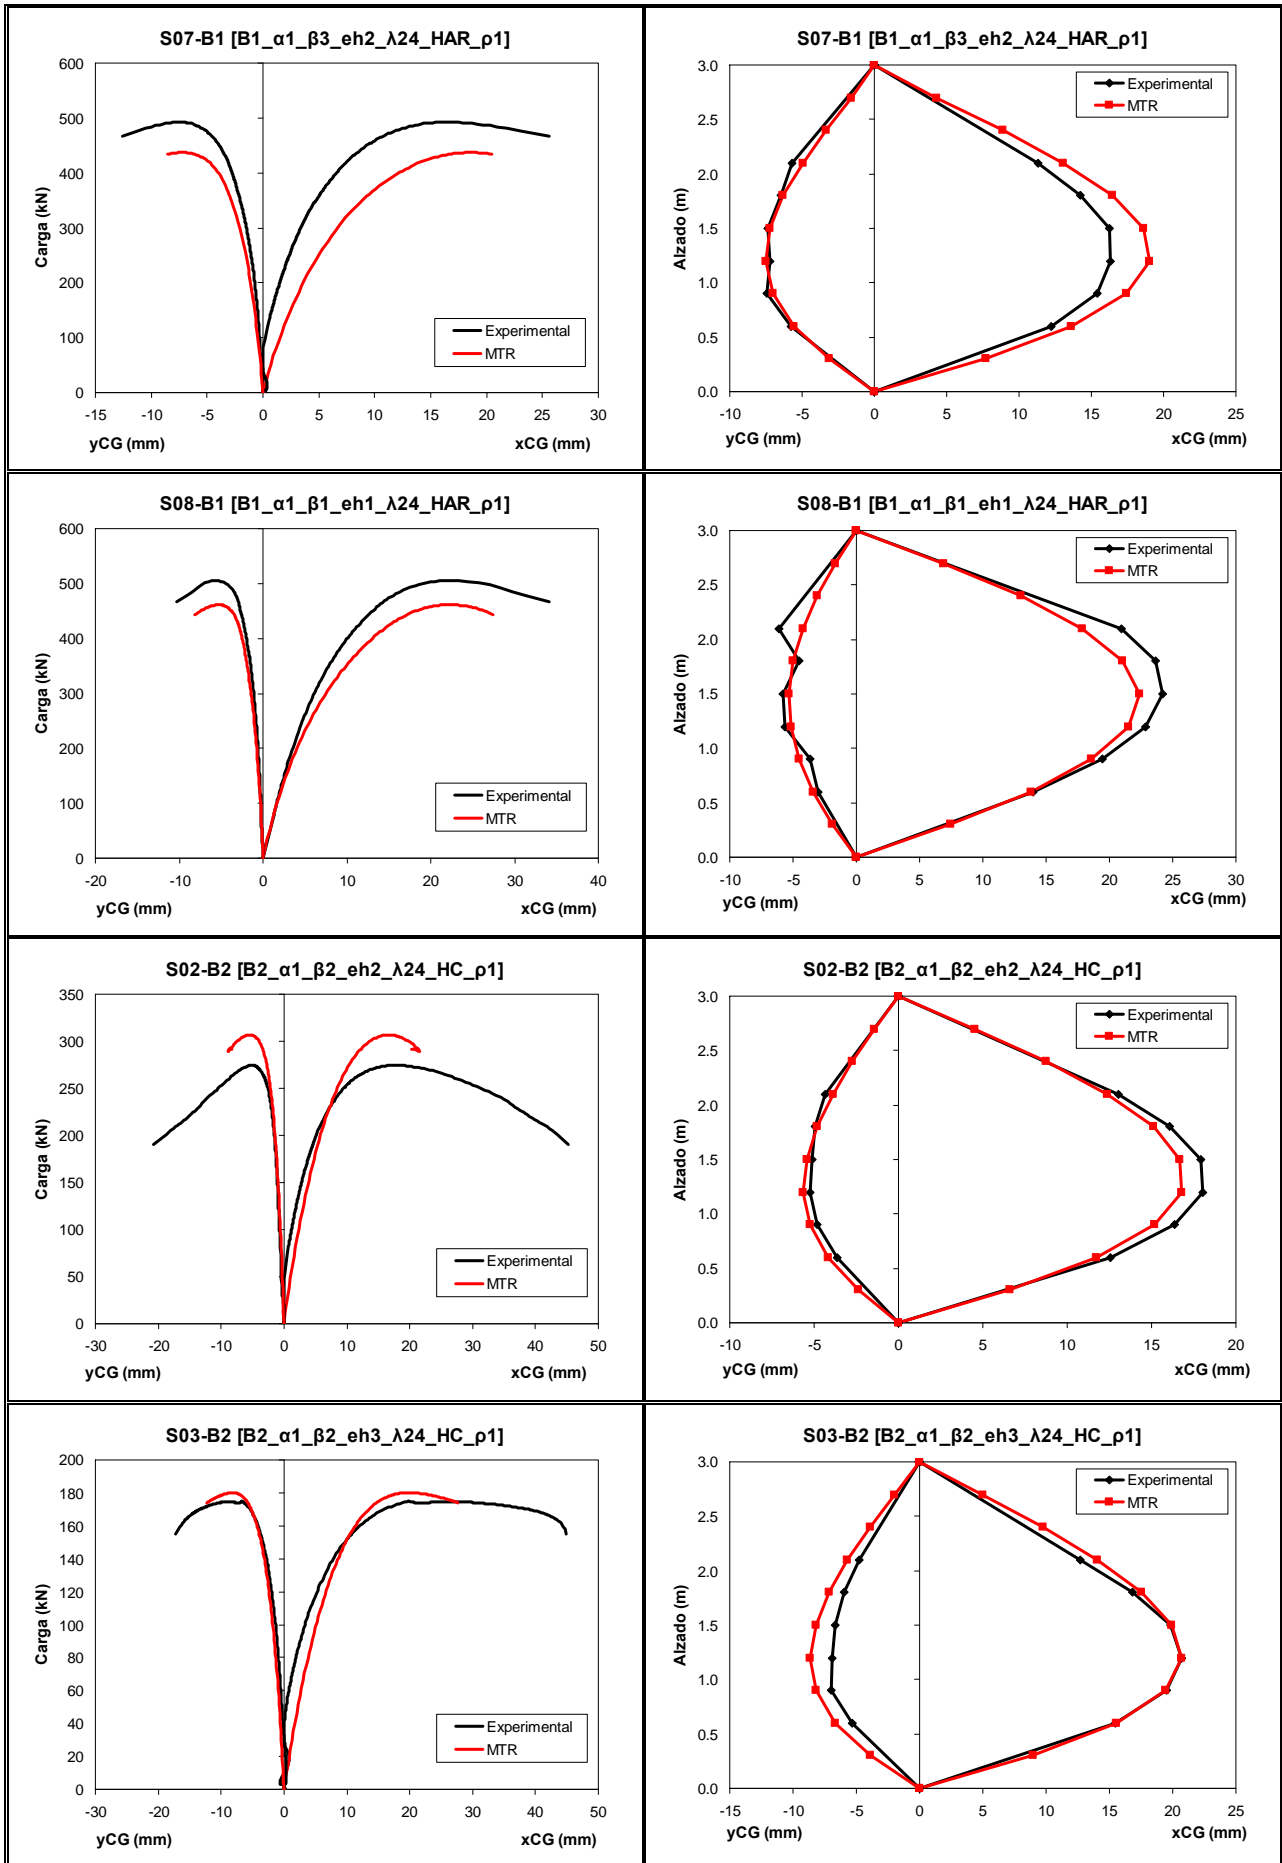 S07-B1 [B1_α1_β3_eh2_λ24_HAR_ρ1]
600
500
400
300
200
100
0
Carga (kN)
Experimental
MTR
-15 -10 -5 0 5 10 15 20 25 30
yCG (mm) xCG (mm)
S07-B1 [B1_α1_β3_eh2_λ24_HAR_ρ1]
3.0
2.5
2.0
1.5
1.0
0.5
0.0
Alzado (m)
Experimental
MTR
-10 -5 0 5 10 15 20 25
yCG (mm) xCG (mm)
S08-B1 [B1_α1_β1_eh1_λ24_HAR_ρ1]
600
500
400
300
200
100
0
Carga (kN)
Experimental
MTR
-20 -10 0 10 20 30 40
yCG (mm) xCG (mm)
S08-B1 [B1_α1_β1_eh1_λ24_HAR_ρ1]
3.0
2.5
2.0
1.5
1.0
0.5
0.0
Alzado (m)
Experimental
MTR
-10 -5 0 5 10 15 20 25 30
yCG (mm) xCG (mm)
S02-B2 [B2_α1_β2_eh2_λ24_HC_ρ1]
350
300
250
200
150
100
50
0
Carga (kN)
Experimental
MTR
-30 -20 -10 0 10 20 30 40 50
yCG (mm) xCG (mm)
S02-B2 [B2_α1_β2_eh2_λ24_HC_ρ1]
3.0
2.5
2.0
1.5
1.0
0.5
0.0
Alzado (m)
Experimental
MTR
-10 -5 0 5 10 15 20
yCG (mm) xCG (mm)
S03-B2 [B2_α1_β2_eh3_λ24_HC_ρ1]
200
180
160
140
120
100
80
60
40
20
0
Carga (kN)
Experimental
MTR
-30 -20 -10 0 10 20 30 40 50
yCG (mm) xCG (mm)
S03-B2 [B2_α1_β2_eh3_λ24_HC_ρ1]
3.0
2.5
2.0
1.5
1.0
0.5
0.0
Alzado (m)
Experimental
MTR
-15 -10 -5 0 5 10 15 20 25
yCG (mm) xCG (mm)